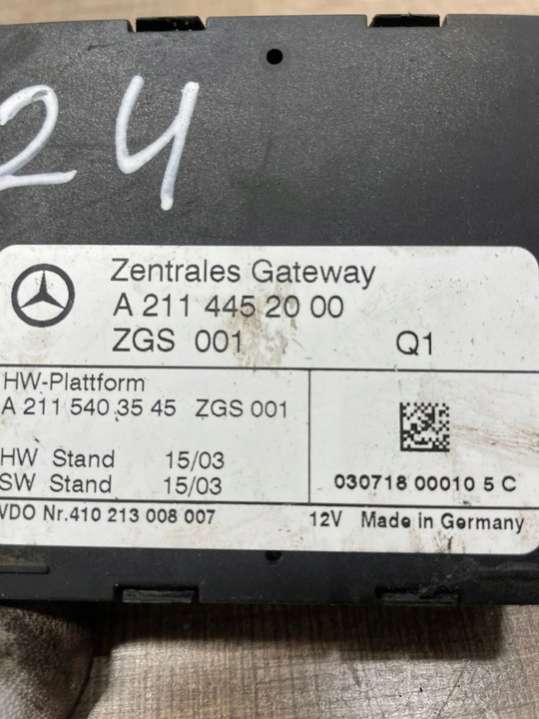 24
Zentrales Gateway
A 211 445 20 00
ZGS 001 Q1
HW-Plattform
A 211 540 35 45 ZGS 001
HW Stand 15/03
SW Stand 15/03
030718 00010 5 C
VDO Nr.410 213 008 007 12V Made in Germany